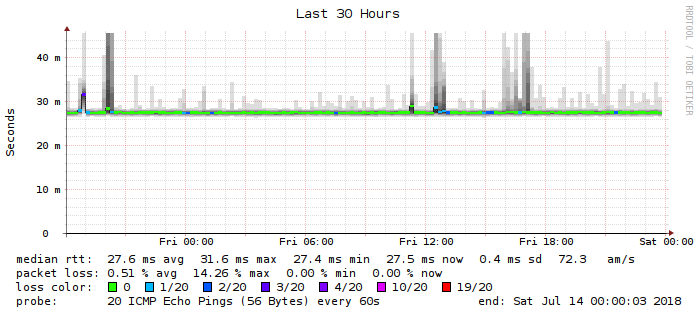 Last 30 Hours
RRDTOOL / TOBI OETIKER
Seconds
40 m
30 m
20 m
10 m
0
Fri 00:00 Fri 06:00 Fri 12:00 Fri 18:00 Sat 00:00
median rtt: 27.6 ms avg 31.6 ms max 27.4 ms min 27.5 ms now 0.4 ms sd 72.3 am/s
packet loss: 0.51 % avg 14.26 % max 0.00 % min 0.00 % now
loss color: 0 1/20 2/20 3/20 4/20 10/20 19/20
probe: 20 ICMP Echo Pings (56 Bytes) every 60s end: Sat Jul 14 00:00:03 2018